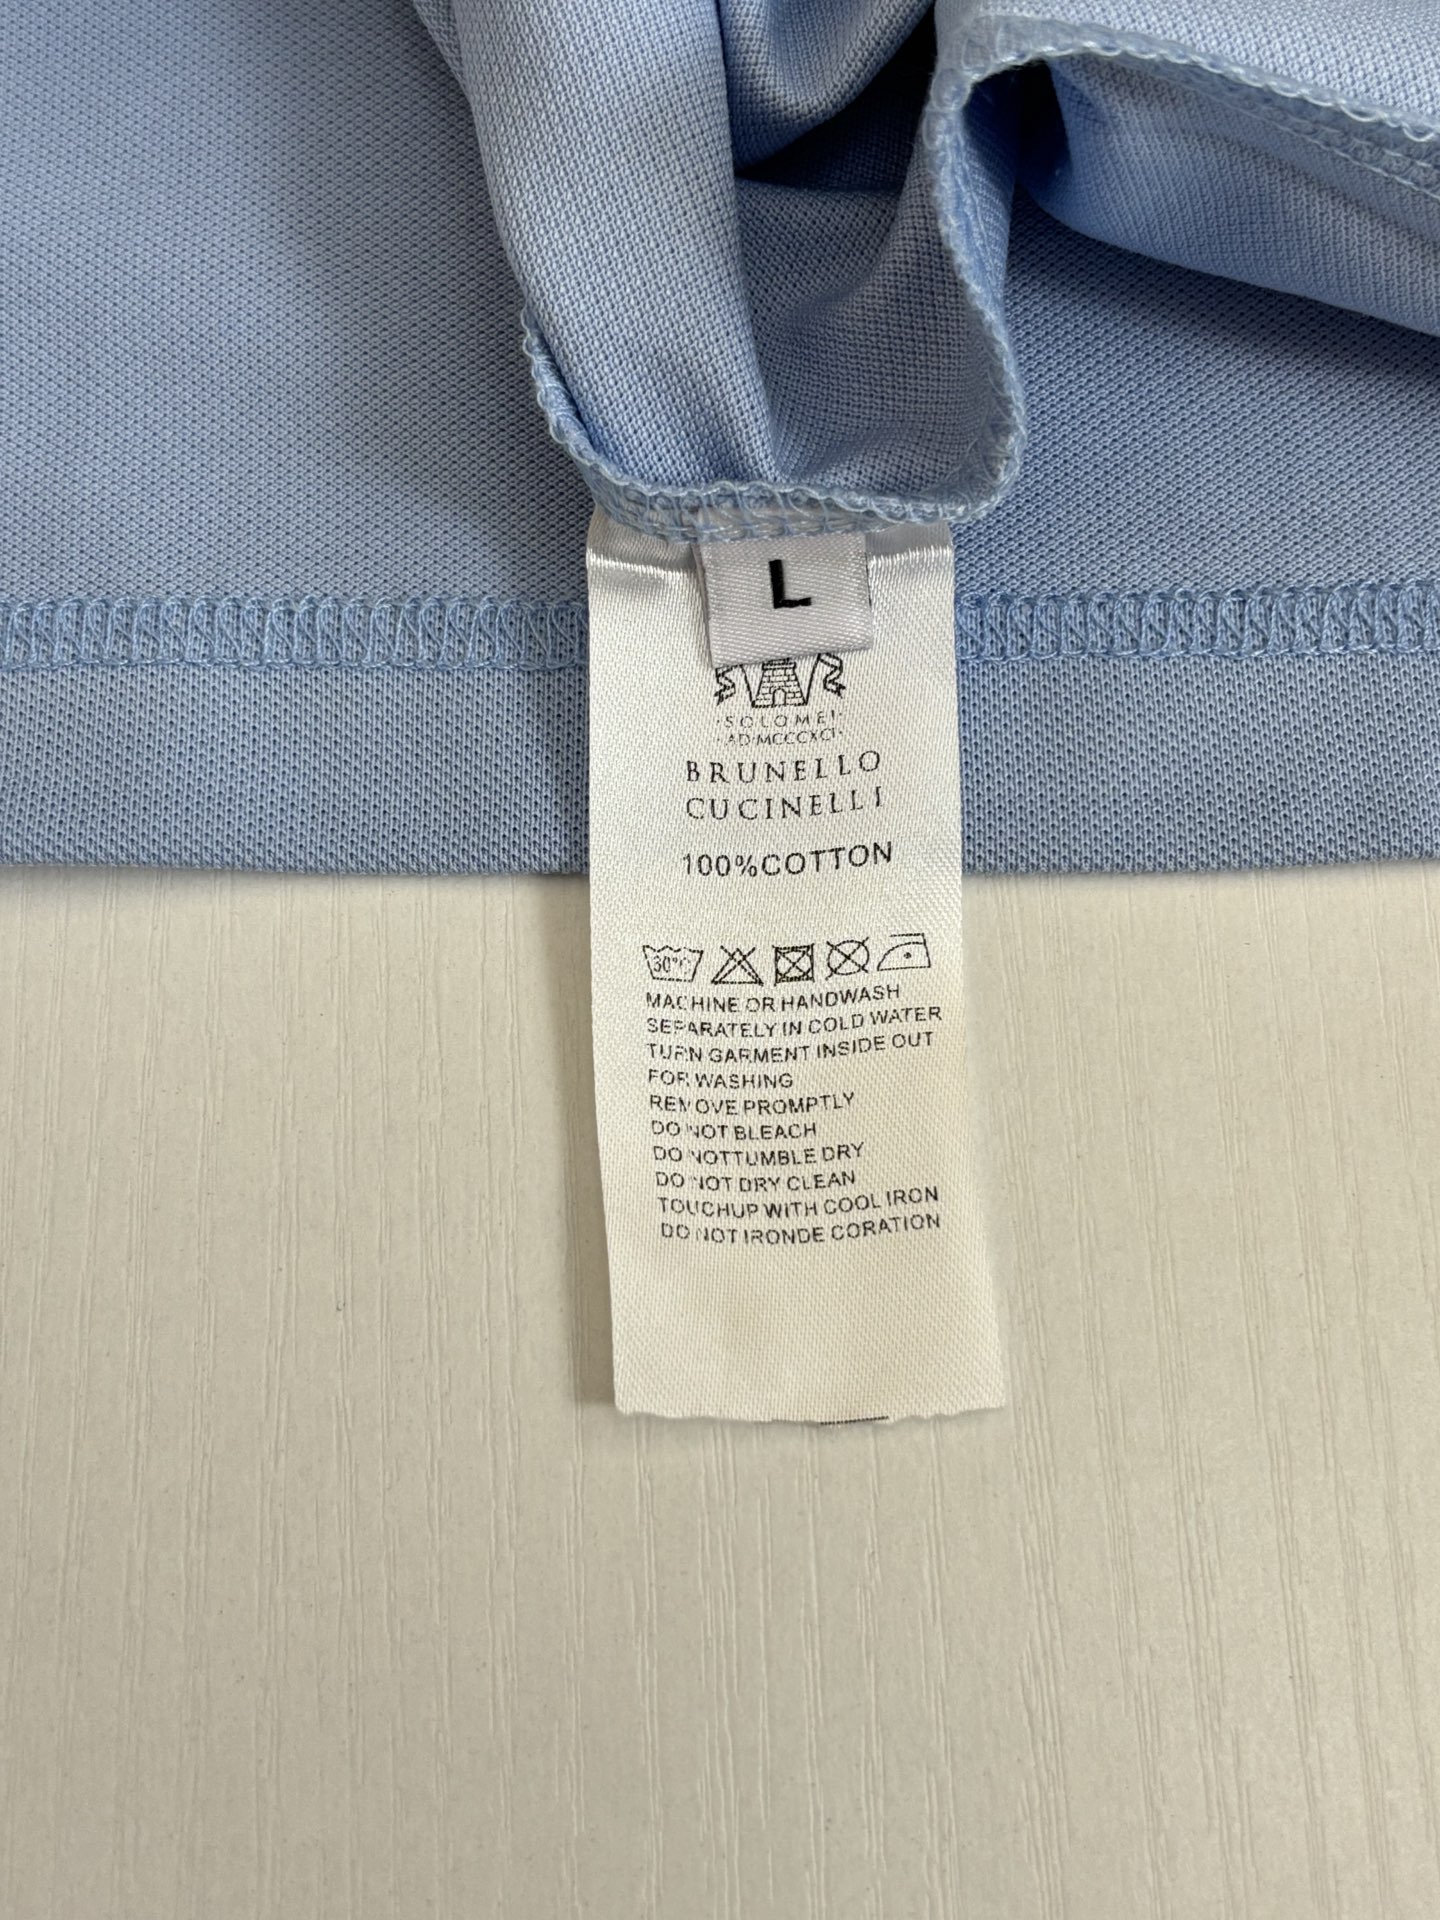 L
·SOLOMEI·
·AD·MCCCXCI·
BRUNELLO
CUCINELLI
100%COTTON
30°C
MACHINE OR HANDWASH
SEPARATELY IN COLD WATER
TURN GARMENT INSIDE OUT
FOR WASHING
REMOVE PROMPTLY
DO NOT BLEACH
DO NOTTUMBLE DRY
DO NOT DRY CLEAN
TOUCHUP WITH COOL IRON
DO NOT IRONDE CORATION